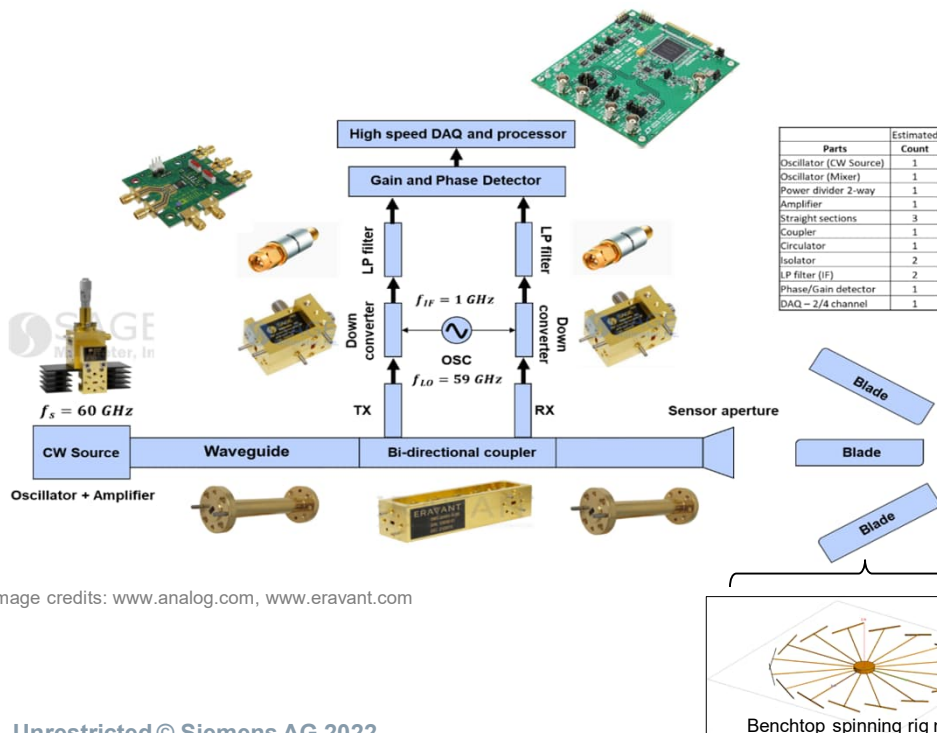 High speed DAQ and processor
Gain and Phase Detector
LP filter
LP filter
f_IF = 1 GHz
Down
converter
OSC
Down
converter
f_LO = 59 GHz
TX
RX
f_s = 60 GHz
CW Source
Waveguide
Bi-directional coupler
Sensor aperture
Oscillator + Amplifier
ERAVANT
Blade
Blade
Blade
Estimated
Parts Count
Oscillator (CW Source) 1
Oscillator (Mixer) 1
Power divider 2-way 1
Amplifier 1
Straight sections 3
Coupler 1
Circulator 1
Isolator 2
LP filter (IF) 2
Phase/Gain detector 1
DAQ – 2/4 channel 1
mage credits: www.analog.com, www.eravant.com
Benchtop spinning rig
Unrestricted © Siemens AG 2022